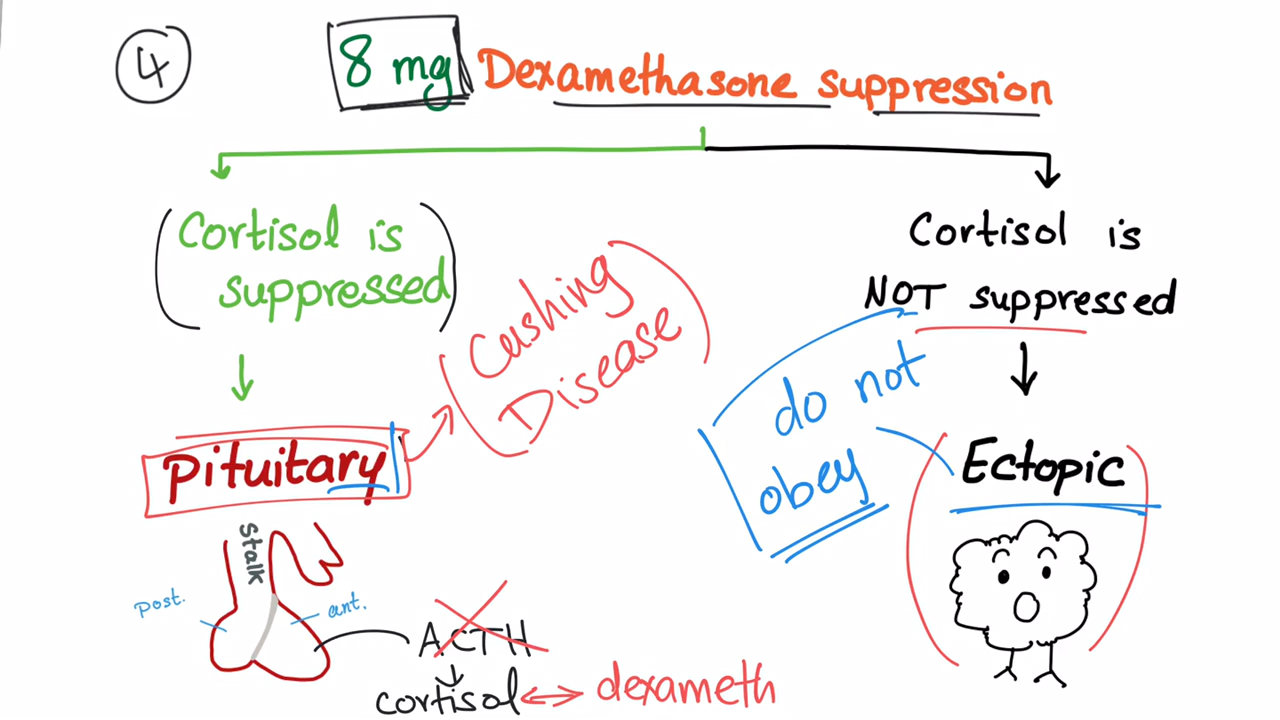 4
8 mg Dexamethasone suppression
Cortisol is
suppressed
Cushing
Disease
Cortisol is
NOT suppressed
do not
obey
Pituitary
Ectopic
Stalk
post.
ant.
ACTH
cortisol
dexameth